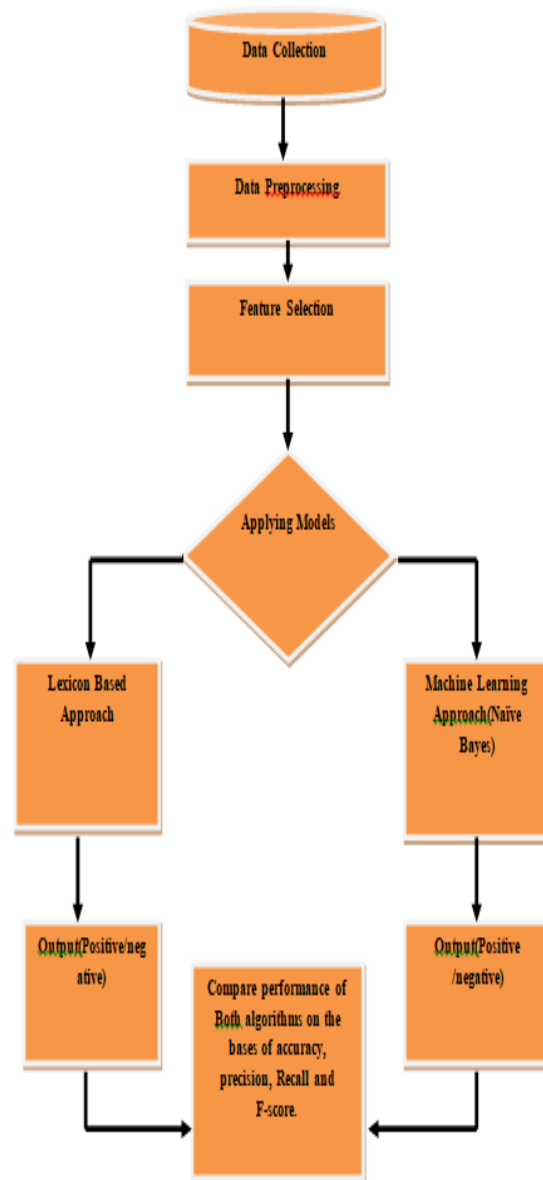 Data Collection
Data Preprocessing
Feature Selection
Applying Models
Lexicon Based
Approach
Machine Learning
Approach(Naïve
Bayes)
Output(Positive/neg
ative)
Output(Positive
/negative)
Compare performance of
Both algorithms on the
bases of accuracy,
precision, Recall and
F-score.